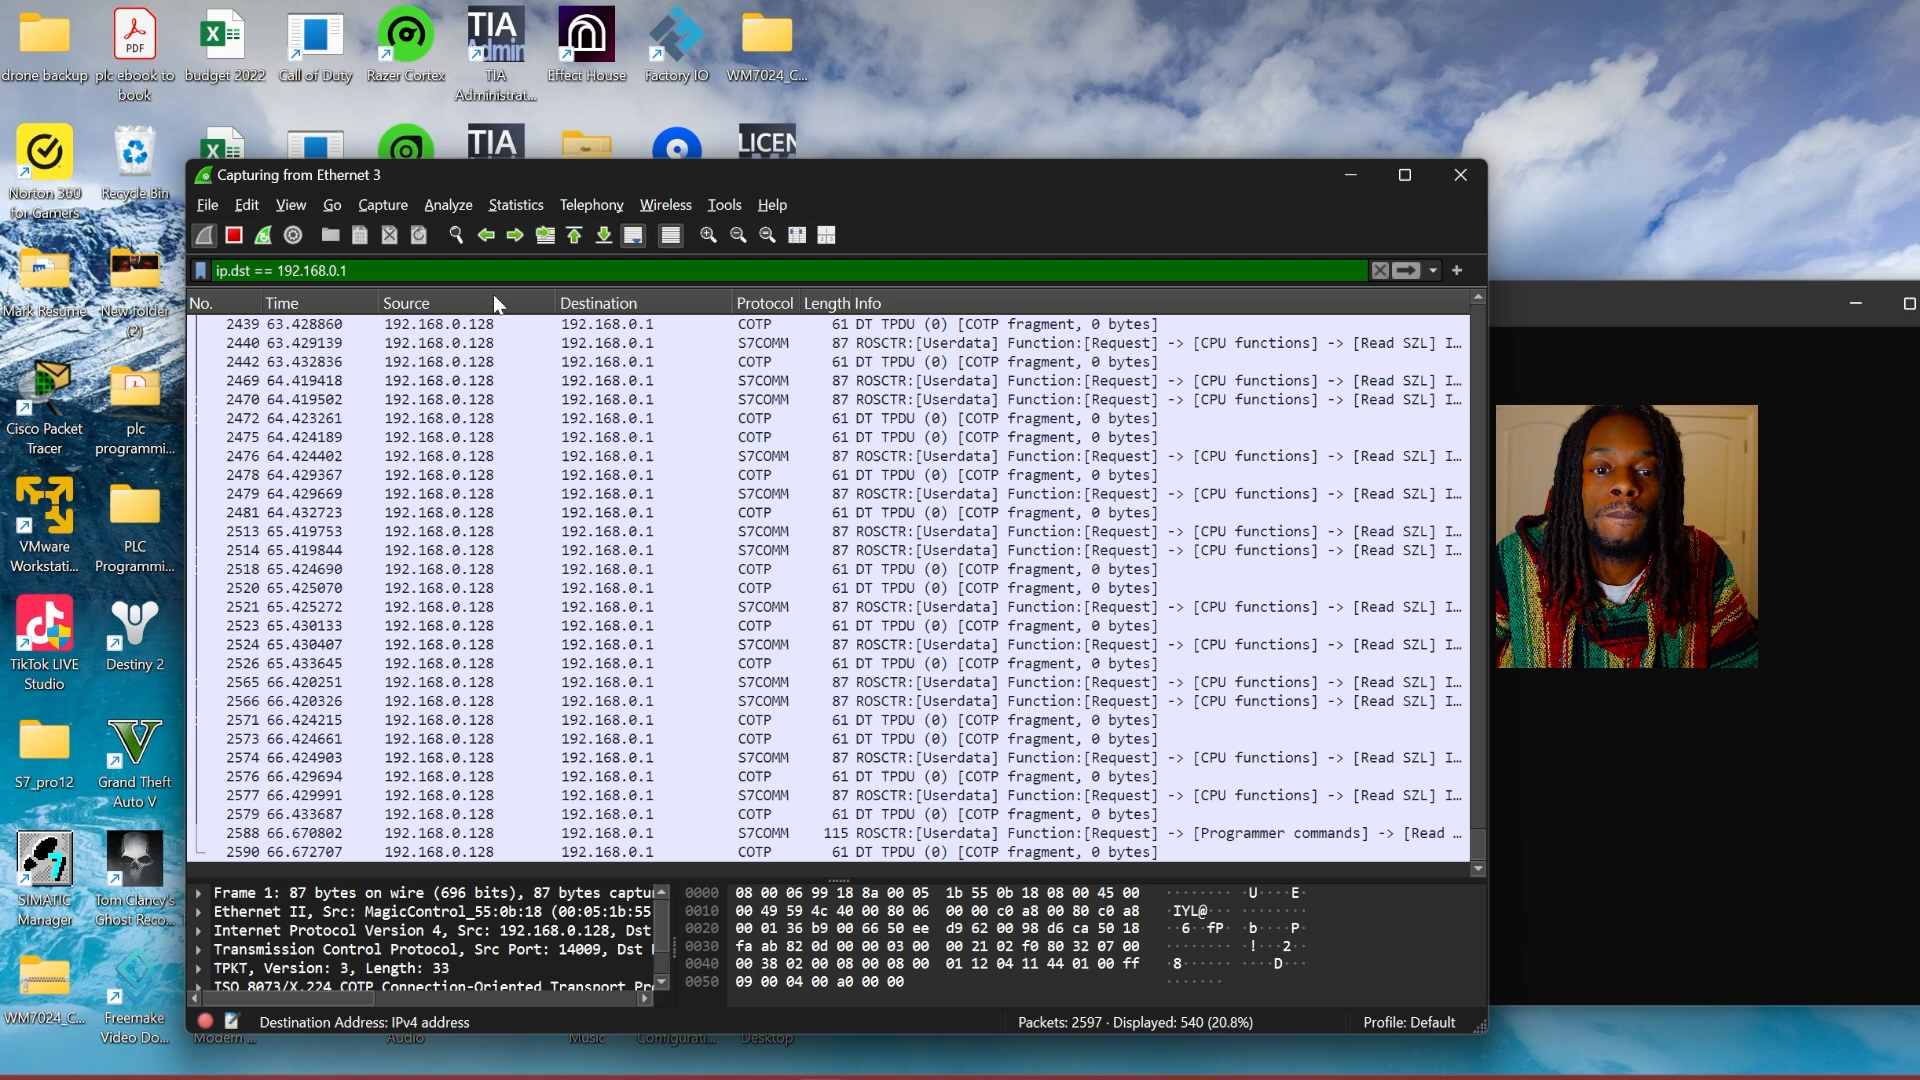 PDF
TIA
Admin
drone backup
plc ebook to
book
budget 2022
Call of Duty
Razer Cortex
TIA
Administrat...
Effect House
Factory IO
WM7024_C...
TIA
LICEN
Norton 360
for Gamers
Recycle Bin
Mark Resume
New folder
(2)
Cisco Packet
Tracer
plc
programmi...
VMware
Workstati...
PLC
Programmi...
TikTok LIVE
Studio
Destiny 2
S7_pro12
Grand Theft
Auto V
SIMATIC
Manager
Tom Clancy's
Ghost Reco...
WM7024_C...
Freemake
Video Do...
Modern ...
Audio
Music
Configurati...
Desktop
Capturing from Ethernet 3
File Edit View Go Capture Analyze Statistics Telephony Wireless Tools Help
ip.dst == 192.168.0.1
No. Time Source Destination Protocol Length Info
2439 63.428860 192.168.0.128 192.168.0.1 COTP 61 DT TPDU (0) [COTP fragment, 0 bytes]
2440 63.429139 192.168.0.128 192.168.0.1 S7COMM 87 ROSCTR:[Userdata] Function:[Request] -> [CPU functions] -> [Read SZL] I…
2442 63.432836 192.168.0.128 192.168.0.1 COTP 61 DT TPDU (0) [COTP fragment, 0 bytes]
2469 64.419418 192.168.0.128 192.168.0.1 S7COMM 87 ROSCTR:[Userdata] Function:[Request] -> [CPU functions] -> [Read SZL] I…
2470 64.419502 192.168.0.128 192.168.0.1 S7COMM 87 ROSCTR:[Userdata] Function:[Request] -> [CPU functions] -> [Read SZL] I…
2472 64.423261 192.168.0.128 192.168.0.1 COTP 61 DT TPDU (0) [COTP fragment, 0 bytes]
2475 64.424189 192.168.0.128 192.168.0.1 COTP 61 DT TPDU (0) [COTP fragment, 0 bytes]
2476 64.424402 192.168.0.128 192.168.0.1 S7COMM 87 ROSCTR:[Userdata] Function:[Request] -> [CPU functions] -> [Read SZL] I…
2478 64.429367 192.168.0.128 192.168.0.1 COTP 61 DT TPDU (0) [COTP fragment, 0 bytes]
2479 64.429669 192.168.0.128 192.168.0.1 S7COMM 87 ROSCTR:[Userdata] Function:[Request] -> [CPU functions] -> [Read SZL] I…
2481 64.432723 192.168.0.128 192.168.0.1 COTP 61 DT TPDU (0) [COTP fragment, 0 bytes]
2513 65.419753 192.168.0.128 192.168.0.1 S7COMM 87 ROSCTR:[Userdata] Function:[Request] -> [CPU functions] -> [Read SZL] I…
2514 65.419844 192.168.0.128 192.168.0.1 S7COMM 87 ROSCTR:[Userdata] Function:[Request] -> [CPU functions] -> [Read SZL] I…
2518 65.424690 192.168.0.128 192.168.0.1 COTP 61 DT TPDU (0) [COTP fragment, 0 bytes]
2520 65.425070 192.168.0.128 192.168.0.1 COTP 61 DT TPDU (0) [COTP fragment, 0 bytes]
2521 65.425272 192.168.0.128 192.168.0.1 S7COMM 87 ROSCTR:[Userdata] Function:[Request] -> [CPU functions] -> [Read SZL] I…
2523 65.430133 192.168.0.128 192.168.0.1 COTP 61 DT TPDU (0) [COTP fragment, 0 bytes]
2524 65.430407 192.168.0.128 192.168.0.1 S7COMM 87 ROSCTR:[Userdata] Function:[Request] -> [CPU functions] -> [Read SZL] I…
2526 65.433645 192.168.0.128 192.168.0.1 COTP 61 DT TPDU (0) [COTP fragment, 0 bytes]
2565 66.420251 192.168.0.128 192.168.0.1 S7COMM 87 ROSCTR:[Userdata] Function:[Request] -> [CPU functions] -> [Read SZL] I…
2566 66.420326 192.168.0.128 192.168.0.1 S7COMM 87 ROSCTR:[Userdata] Function:[Request] -> [CPU functions] -> [Read SZL] I…
2571 66.424215 192.168.0.128 192.168.0.1 COTP 61 DT TPDU (0) [COTP fragment, 0 bytes]
2573 66.424661 192.168.0.128 192.168.0.1 COTP 61 DT TPDU (0) [COTP fragment, 0 bytes]
2574 66.424903 192.168.0.128 192.168.0.1 S7COMM 87 ROSCTR:[Userdata] Function:[Request] -> [CPU functions] -> [Read SZL] I…
2576 66.429694 192.168.0.128 192.168.0.1 COTP 61 DT TPDU (0) [COTP fragment, 0 bytes]
2577 66.429991 192.168.0.128 192.168.0.1 S7COMM 87 ROSCTR:[Userdata] Function:[Request] -> [CPU functions] -> [Read SZL] I…
2579 66.433687 192.168.0.128 192.168.0.1 COTP 61 DT TPDU (0) [COTP fragment, 0 bytes]
2588 66.670802 192.168.0.128 192.168.0.1 S7COMM 115 ROSCTR:[Userdata] Function:[Request] -> [Programmer commands] -> [Read …
2590 66.672707 192.168.0.128 192.168.0.1 COTP 61 DT TPDU (0) [COTP fragment, 0 bytes]
Frame 1: 87 bytes on wire (696 bits), 87 bytes captu
Ethernet II, Src: MagicControl_55:0b:18 (00:05:1b:55
Internet Protocol Version 4, Src: 192.168.0.128, Dst
Transmission Control Protocol, Src Port: 14009, Dst
TPKT, Version: 3, Length: 33
ISO 8073/X.224 COTP Connection-Oriented Transport Pr
0000 08 00 06 99 18 8a 00 05 1b 55 0b 18 08 00 45 00 ········ ·U····E·
0010 00 49 59 4c 40 00 80 06 00 00 c0 a8 00 80 c0 a8 ·IYL@··· ········
0020 00 01 36 b9 00 66 50 ee d9 62 00 98 d6 ca 50 18 ··6··fP· ·b····P·
0030 fa ab 82 0d 00 00 03 00 00 21 02 f0 80 32 07 00 ········ ·!···2··
0040 00 38 02 00 08 00 08 00 01 12 04 11 44 01 00 ff ·8······ ····D···
0050 09 00 04 00 a0 00 00 ·······
Destination Address: IPv4 address
Packets: 2597 · Displayed: 540 (20.8%)
Profile: Default